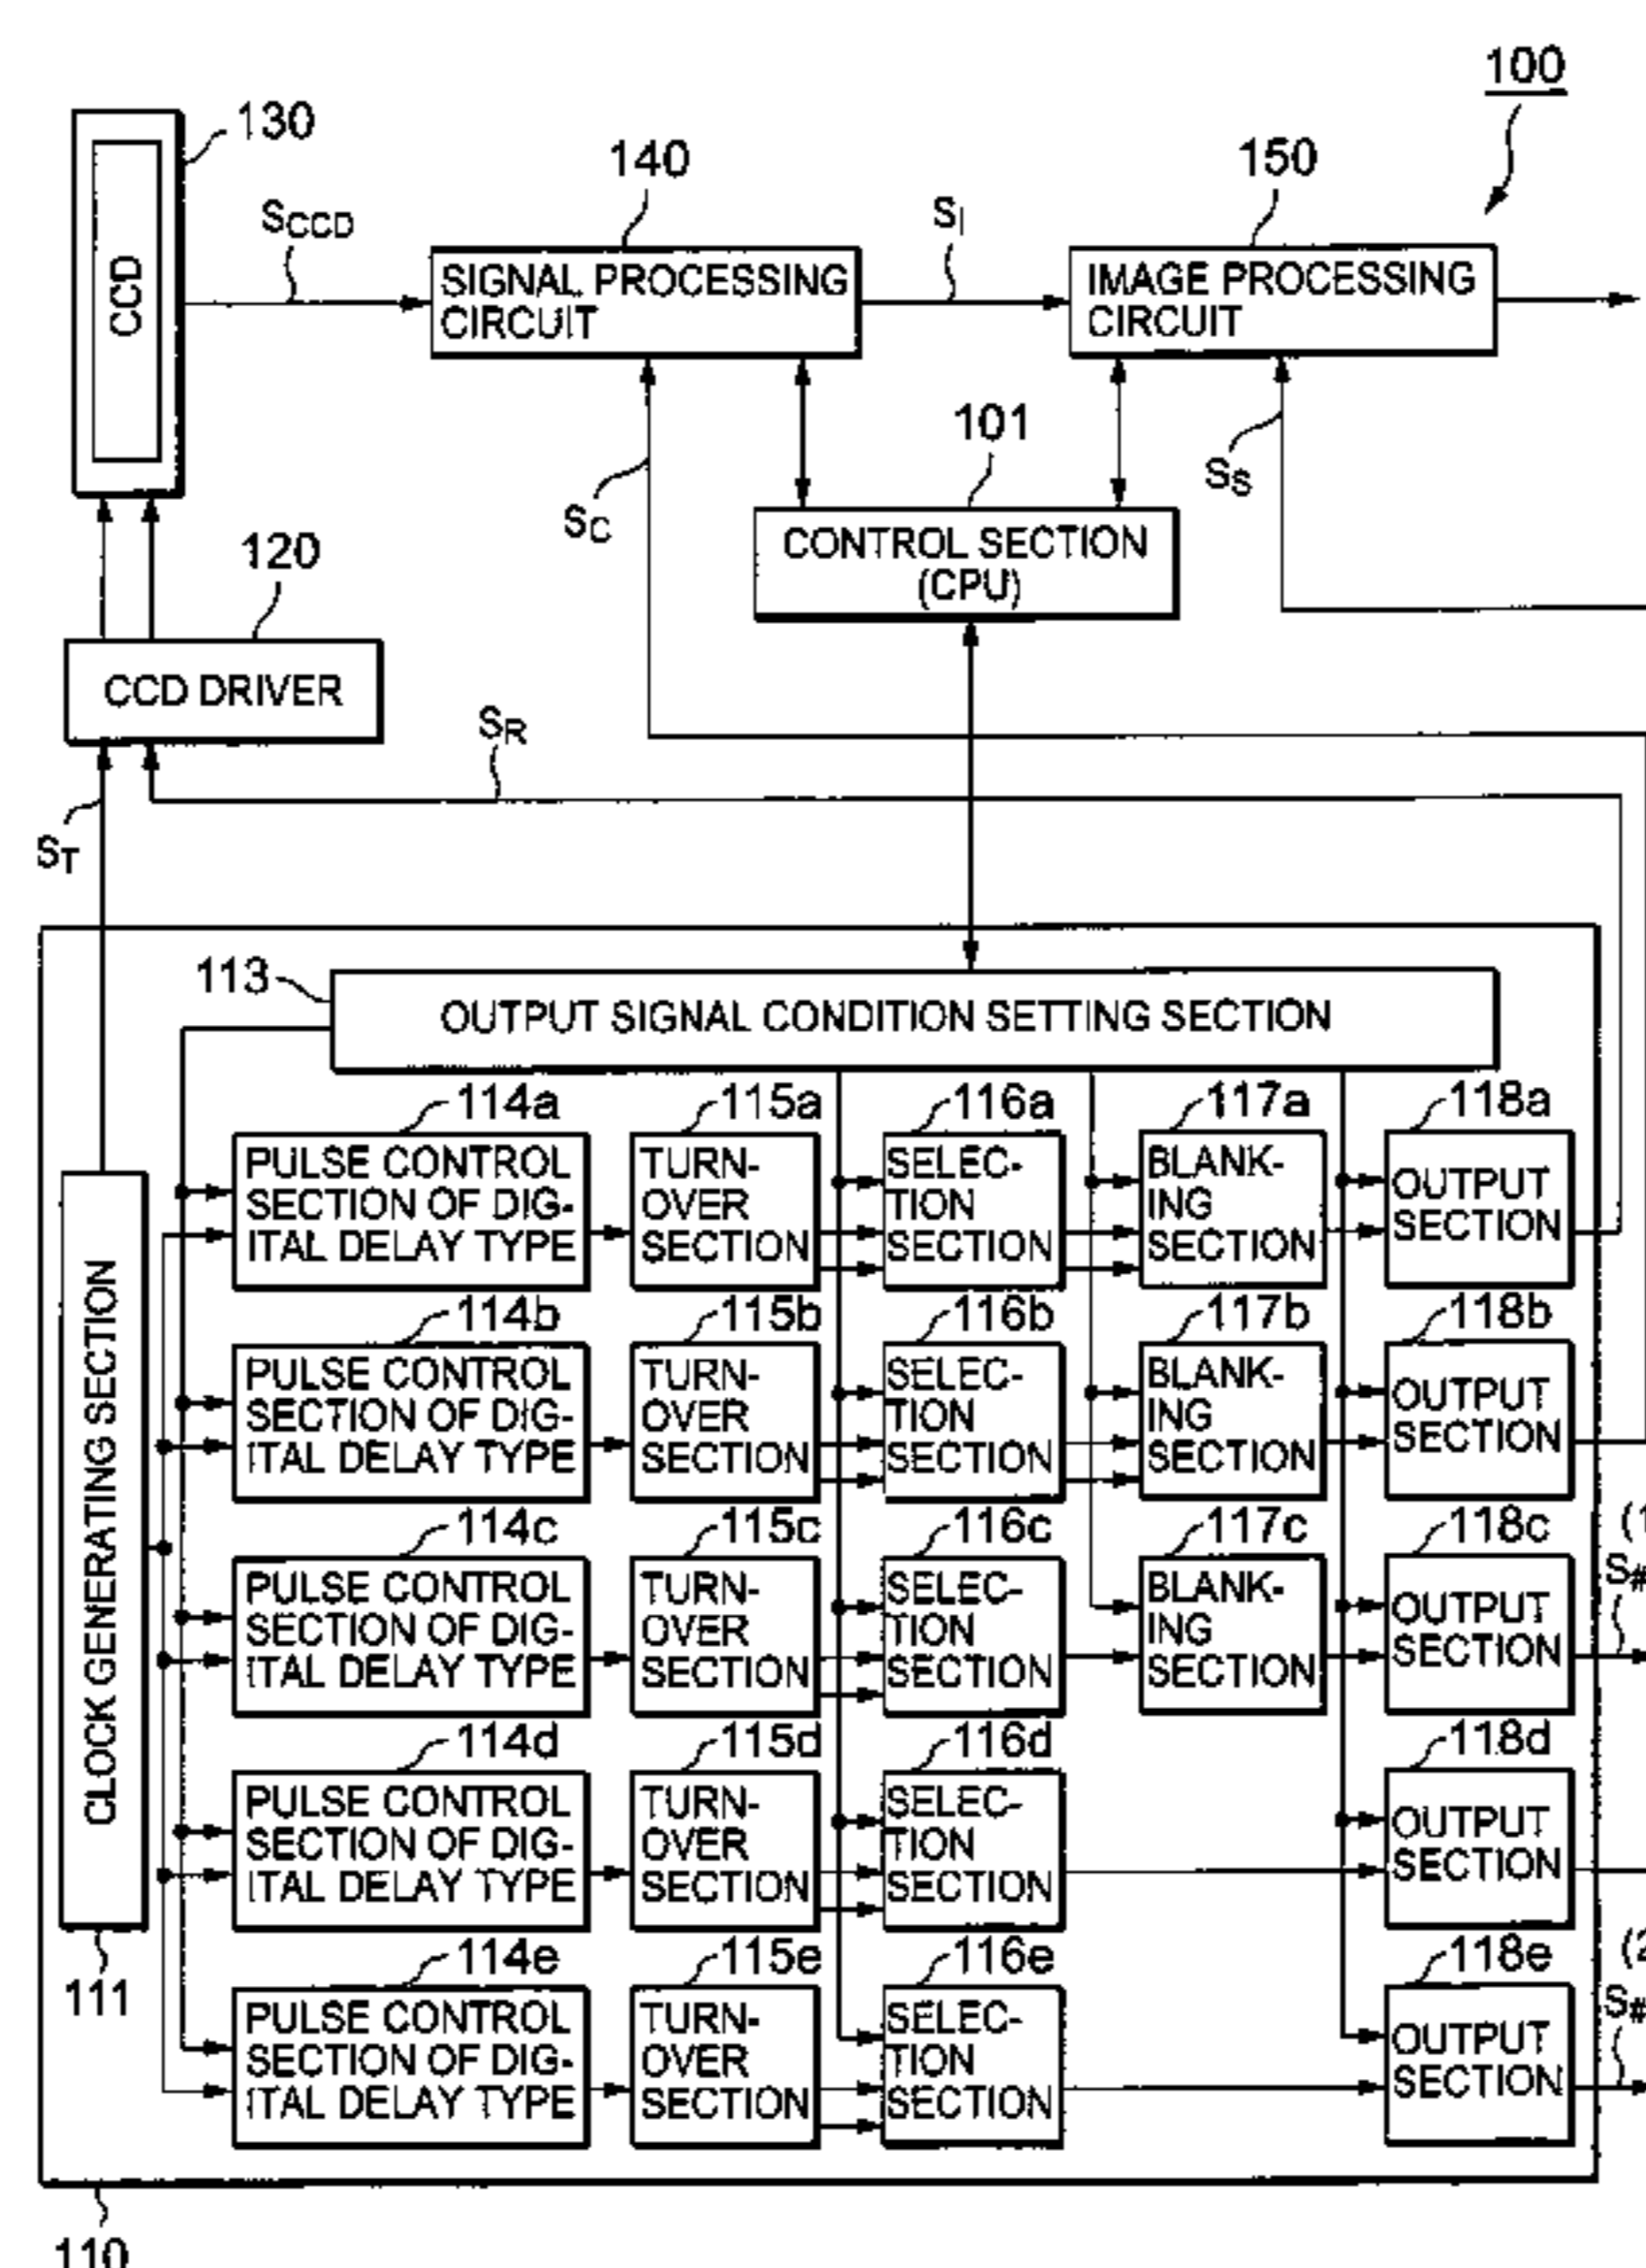 100
130
140
150
SCCD
SI
CCD
SIGNAL PROCESSING
CIRCUIT
IMAGE PROCESSING
CIRCUIT
101
SS
SC
CONTROL SECTION
(CPU)
120
CCD DRIVER
SR
ST
113
OUTPUT SIGNAL CONDITION SETTING SECTION
114a
115a
116a
117a
118a
PULSE CONTROL
SECTION OF DIG-
ITAL DELAY TYPE
TURN-
OVER
SECTION
SELEC-
TION
SECTION
BLANK-
ING
SECTION
OUTPUT
SECTION
114b
115b
116b
117b
118b
PULSE CONTROL
SECTION OF DIG-
ITAL DELAY TYPE
TURN-
OVER
SECTION
SELEC-
TION
SECTION
BLANK-
ING
SECTION
OUTPUT
SECTION
CLOCK GENERATING SECTION
114c
115c
116c
117c
118c
(1
S#
PULSE CONTROL
SECTION OF DIG-
ITAL DELAY TYPE
TURN-
OVER
SECTION
SELEC-
TION
SECTION
BLANK-
ING
SECTION
OUTPUT
SECTION
114d
115d
116d
118d
PULSE CONTROL
SECTION OF DIG-
ITAL DELAY TYPE
TURN-
OVER
SECTION
SELEC-
TION
SECTION
OUTPUT
SECTION
111
114e
115e
116e
118e
(2
S#
PULSE CONTROL
SECTION OF DIG-
ITAL DELAY TYPE
TURN-
OVER
SECTION
SELEC-
TION
SECTION
OUTPUT
SECTION
110